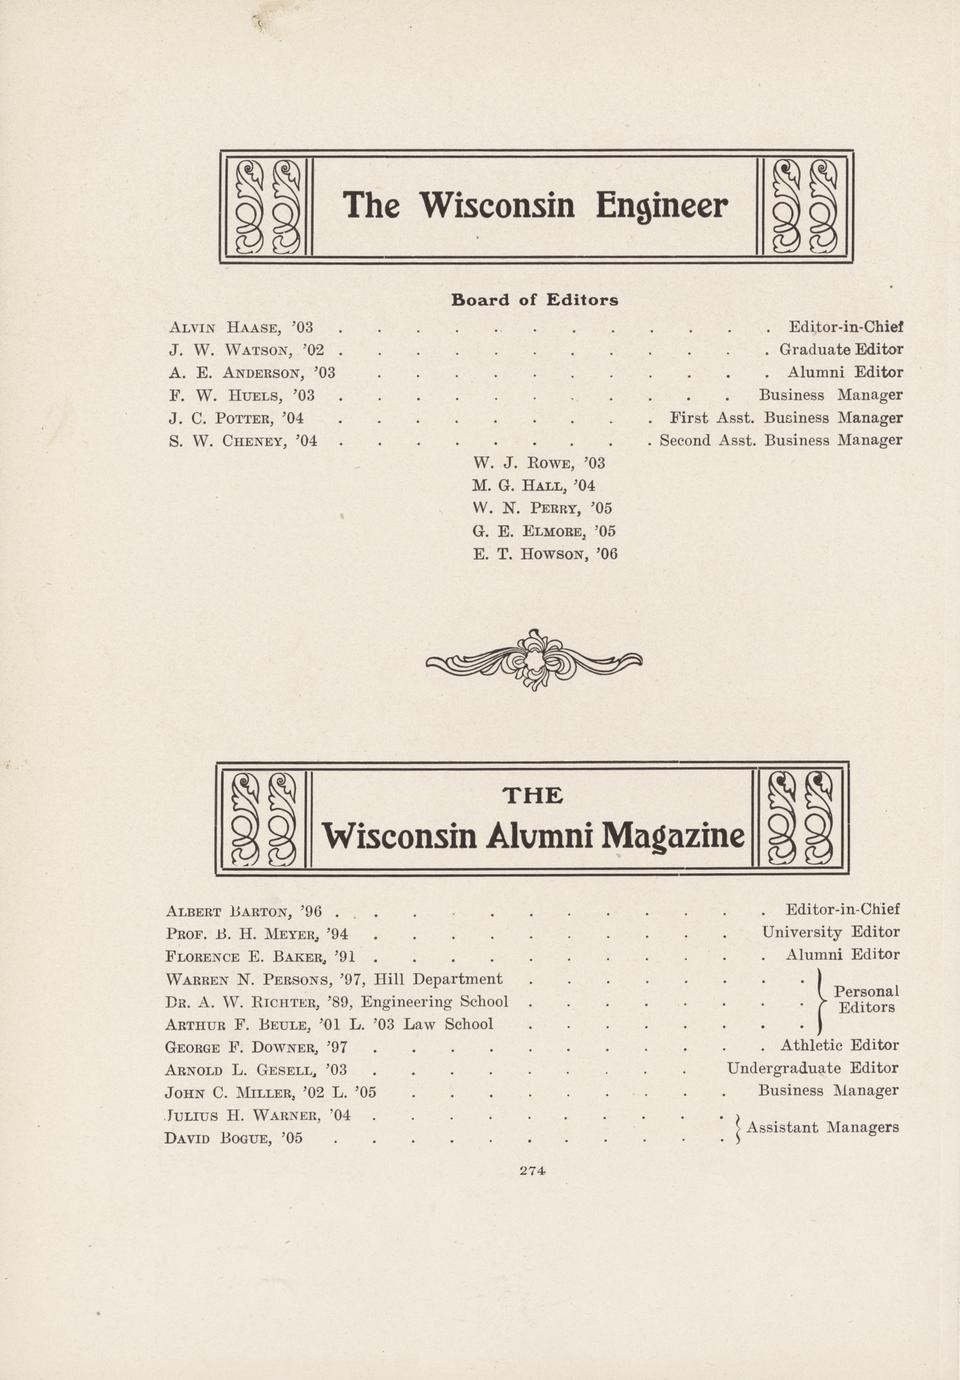 The Wisconsin Engineer
Board of Editors
ALVIN HAASE, '03 . . . . . . . . . . . . Editor-in-Chief
J. W. WATSON, '02 . . . . . . . . . . . . Graduate Editor
A. E. ANDERSON, '03 . . . . . . . . . . . Alumni Editor
F. W. HUELS, '03 . . . . . . . . . . . Business Manager
J. C. POTTER, '04 . . . . . . . . . First Asst. Business Manager
S. W. CHENEY, '04 . . . . . . . . . Second Asst. Business Manager
W. J. ROWE, '03
M. G. HALL, '04
W. N. PERRY, '05
G. E. ELMORE, '05
E. T. HOWSON, '06
THE
Wisconsin Alumni Magazine
ALBERT BARTON, '96 . . . . . . . . . . . . Editor-in-Chief
PROF. B. H. MEYER, '94 . . . . . . . . . . University Editor
FLORENCE E. BAKER, '91 . . . . . . . . . . . Alumni Editor
WARREN N. PERSONS, '97, Hill Department . . . . . . . .
Personal
DR. A. W. RICHTER, '89, Engineering School . . . . . . . .
Editors
ARTHUR F. BEULE, '01 L. '03 Law School . . . . . . . .
GEORGE F. DOWNER, '97 . . . . . . . . . . . Athletic Editor
ARNOLD L. GESELL, '03 . . . . . . . . . Undergraduate Editor
JOHN C. MILLER, '02 L. '05 . . . . . . . . . Business Manager
JULIUS H. WARNER, '04 . . . . . . . . . .
Assistant Managers
DAVID BOGUE, '05 . . . . . . . . . . .
274